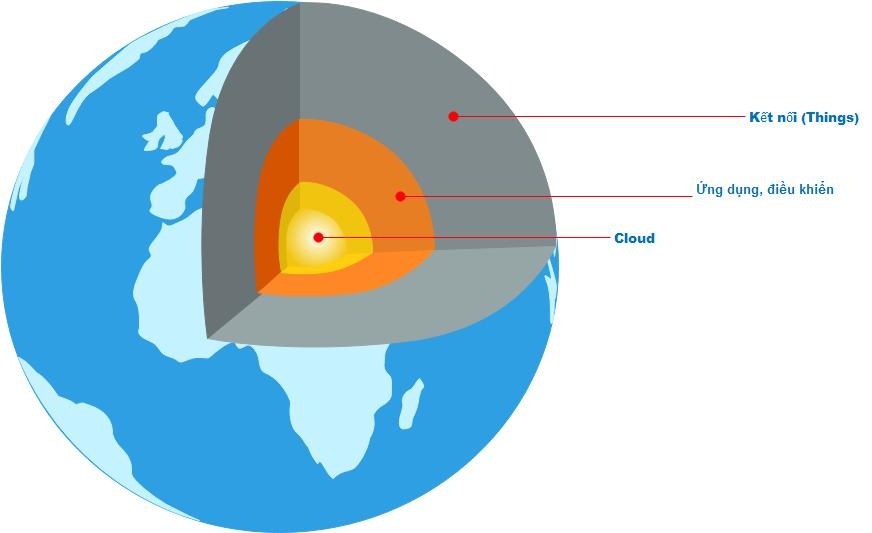 Kết nối (Things)
Ứng dụng, điều khiển
Cloud